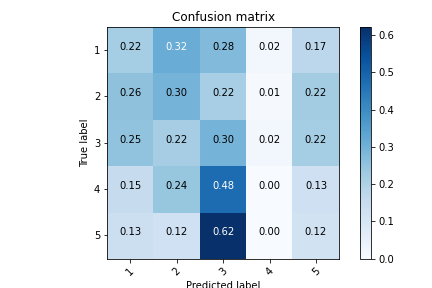 Confusion matrix
0.6
1 0.22 0.32 0.28 0.02 0.17
0.5
2 0.26 0.30 0.22 0.01 0.22
0.4
True label
3 0.25 0.22 0.30 0.02 0.22
0.3
4 0.15 0.24 0.48 0.00 0.13
0.2
0.1
5 0.13 0.12 0.62 0.00 0.12
0.0
1 2 3 4 5
Predicted label